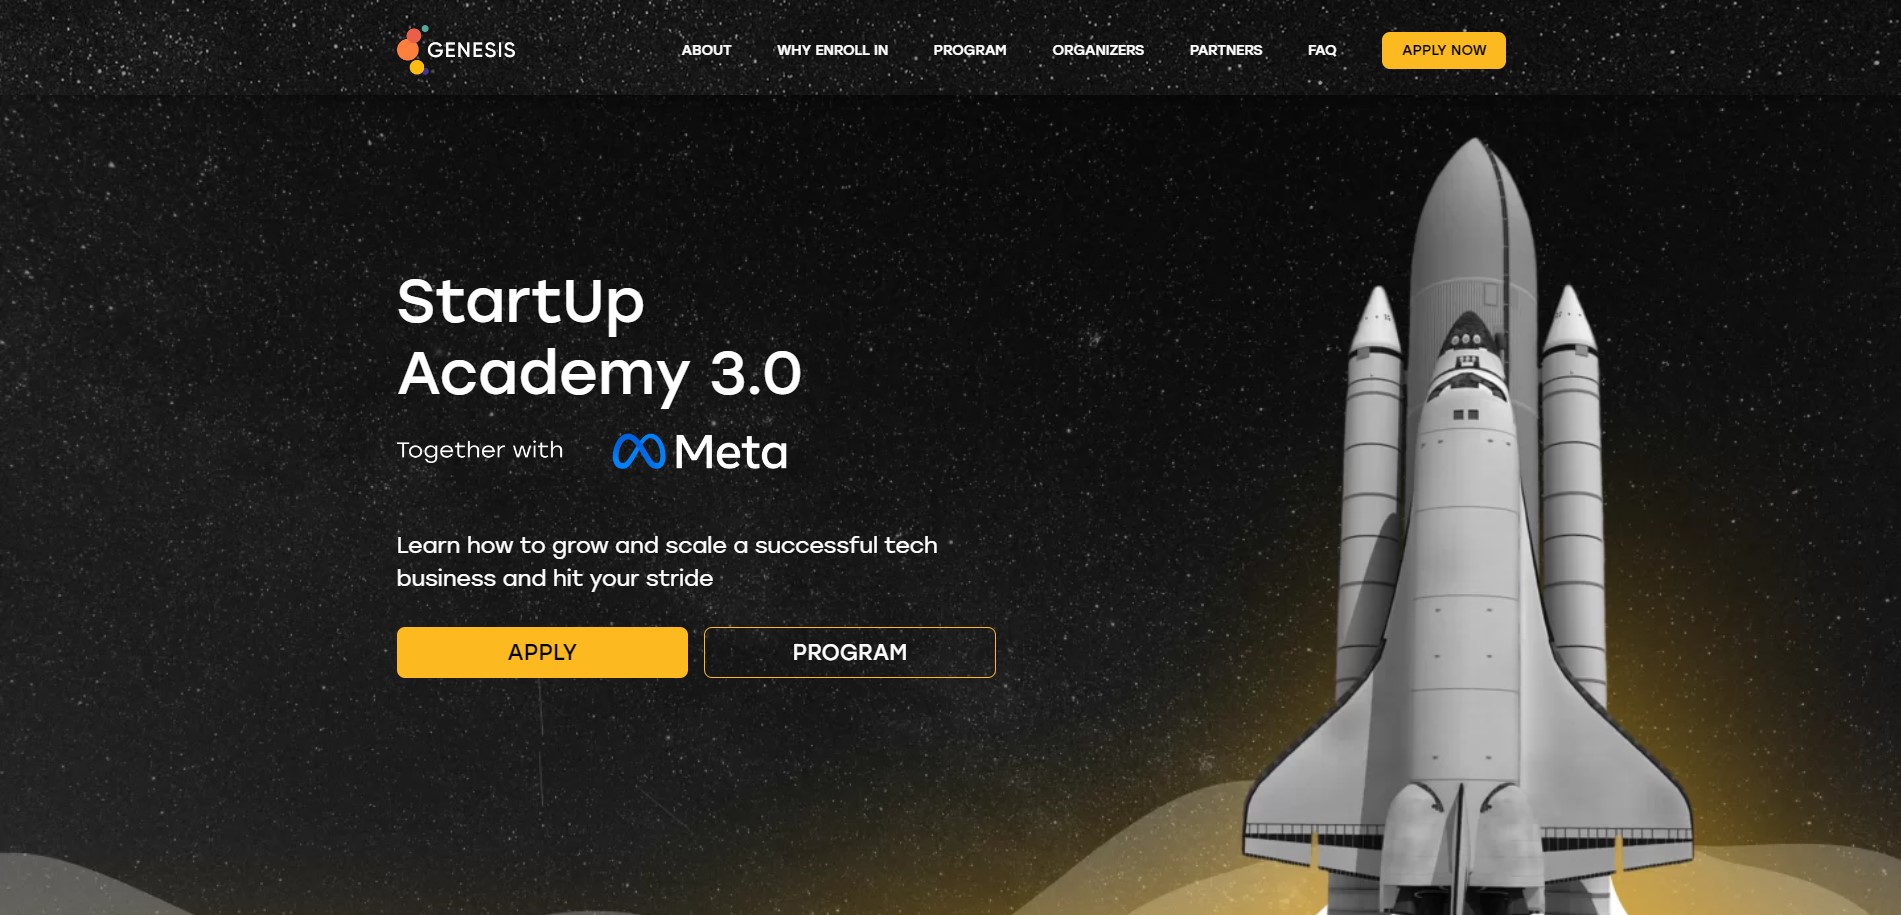 GENESIS
ABOUT
WHY ENROLL IN
PROGRAM
ORGANIZERS
PARTNERS
FAQ
APPLY NOW
StartUp
Academy 3.0
Together with
Meta
Learn how to grow and scale a successful tech
business and hit your stride
APPLY
PROGRAM